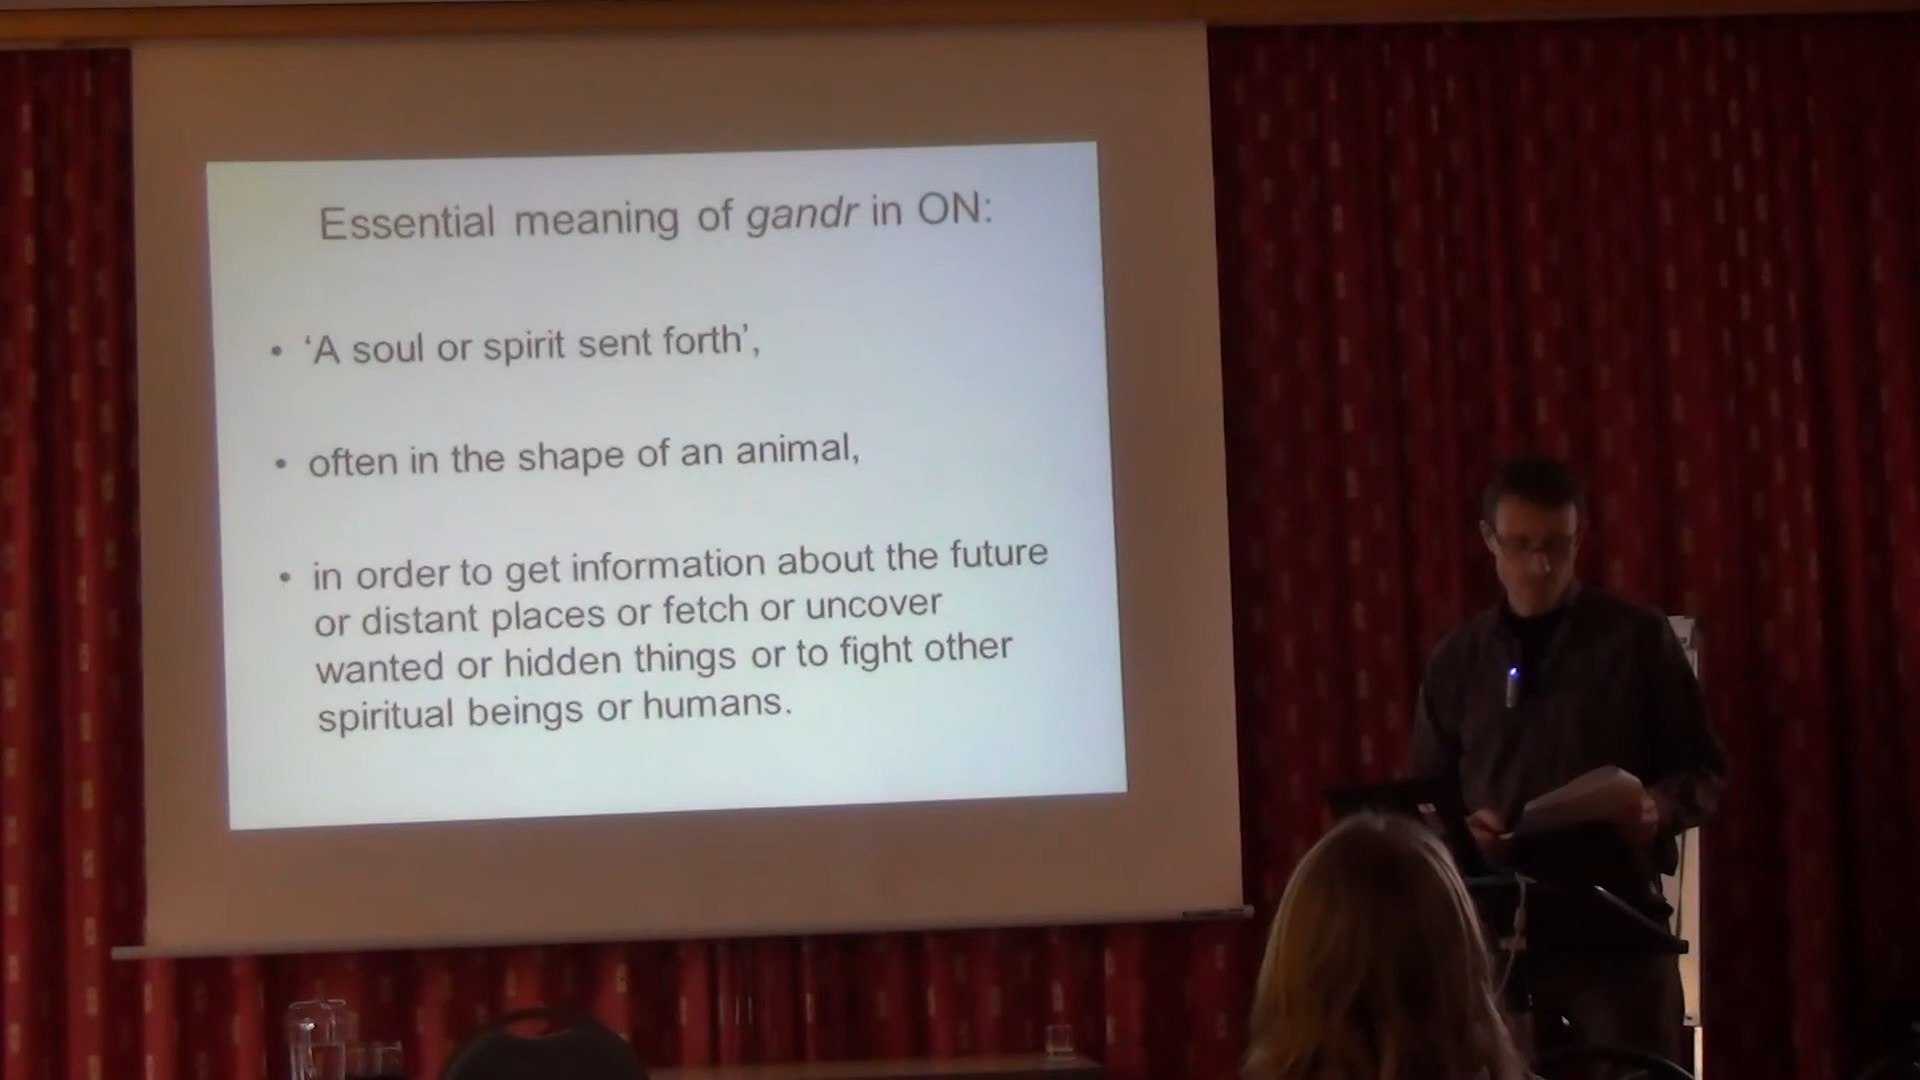 Essential meaning of gandr in ON:
• ‘A soul or spirit sent forth’,
• often in the shape of an animal,
• in order to get information about the future
or distant places or fetch or uncover
wanted or hidden things or to fight other
spiritual beings or humans.